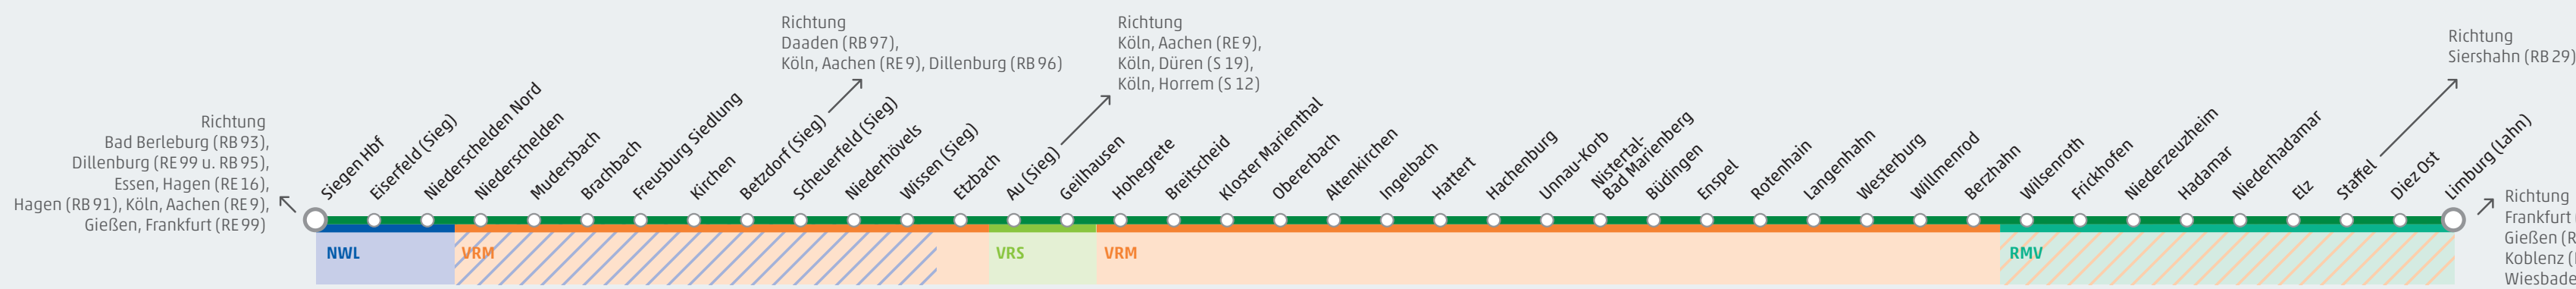 Richtung
Bad Berleburg (RB 93),
Dillenburg (RE 99 u. RB 95),
Essen, Hagen (RE 16),
Hagen (RB 91), Köln, Aachen (RE 9),
Gießen, Frankfurt (RE 99)
Siegen Hbf
Eiserfeld (Sieg)
Niederschelden Nord
Niederschelden
Mudersbach
Brachbach
Freusburg Siedlung
Kirchen
Betzdorf (Sieg)
Richtung
Daaden (RB 97),
Köln, Aachen (RE 9), Dillenburg (RB 96)
Scheuerfeld (Sieg)
Niederhövels
Wissen (Sieg)
Etzbach
Au (Sieg)
Richtung
Köln, Aachen (RE 9),
Köln, Düren (S 19),
Köln, Horrem (S 12)
Geilhausen
Hohegrete
Breitscheid
Kloster Marienthal
Obererbach
Altenkirchen
Ingelbach
Hattert
Hachenburg
Unnau-Korb
Nistertal-
Bad Marienberg
Büdingen
Enspel
Rotenhain
Langenhahn
Westerburg
Willmenrod
Berzhahn
Wilsenroth
Frickhofen
Niederzeuzheim
Hadamar
Niederhadamar
Elz
Staffel
Richtung
Siershahn (RB 29)
Diez Ost
Limburg (Lahn)
Richtung
Frankfurt
Gießen (R
Koblenz (
Wiesbade
NWL
VRM
VRS
VRM
RMV